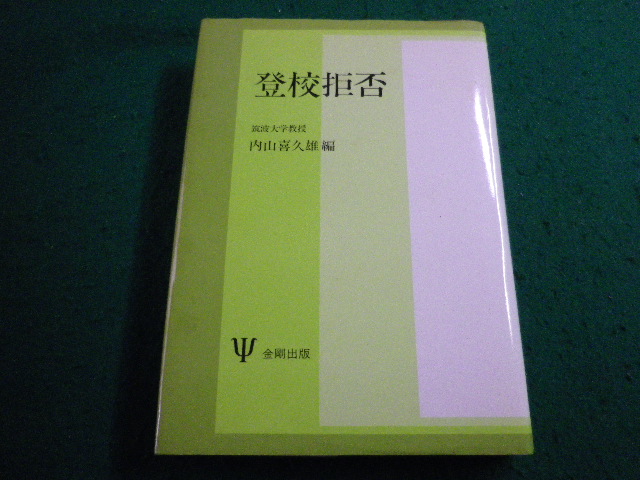 登校拒否
筑波大学教授
内山喜久雄編
Ψ 金剛出版